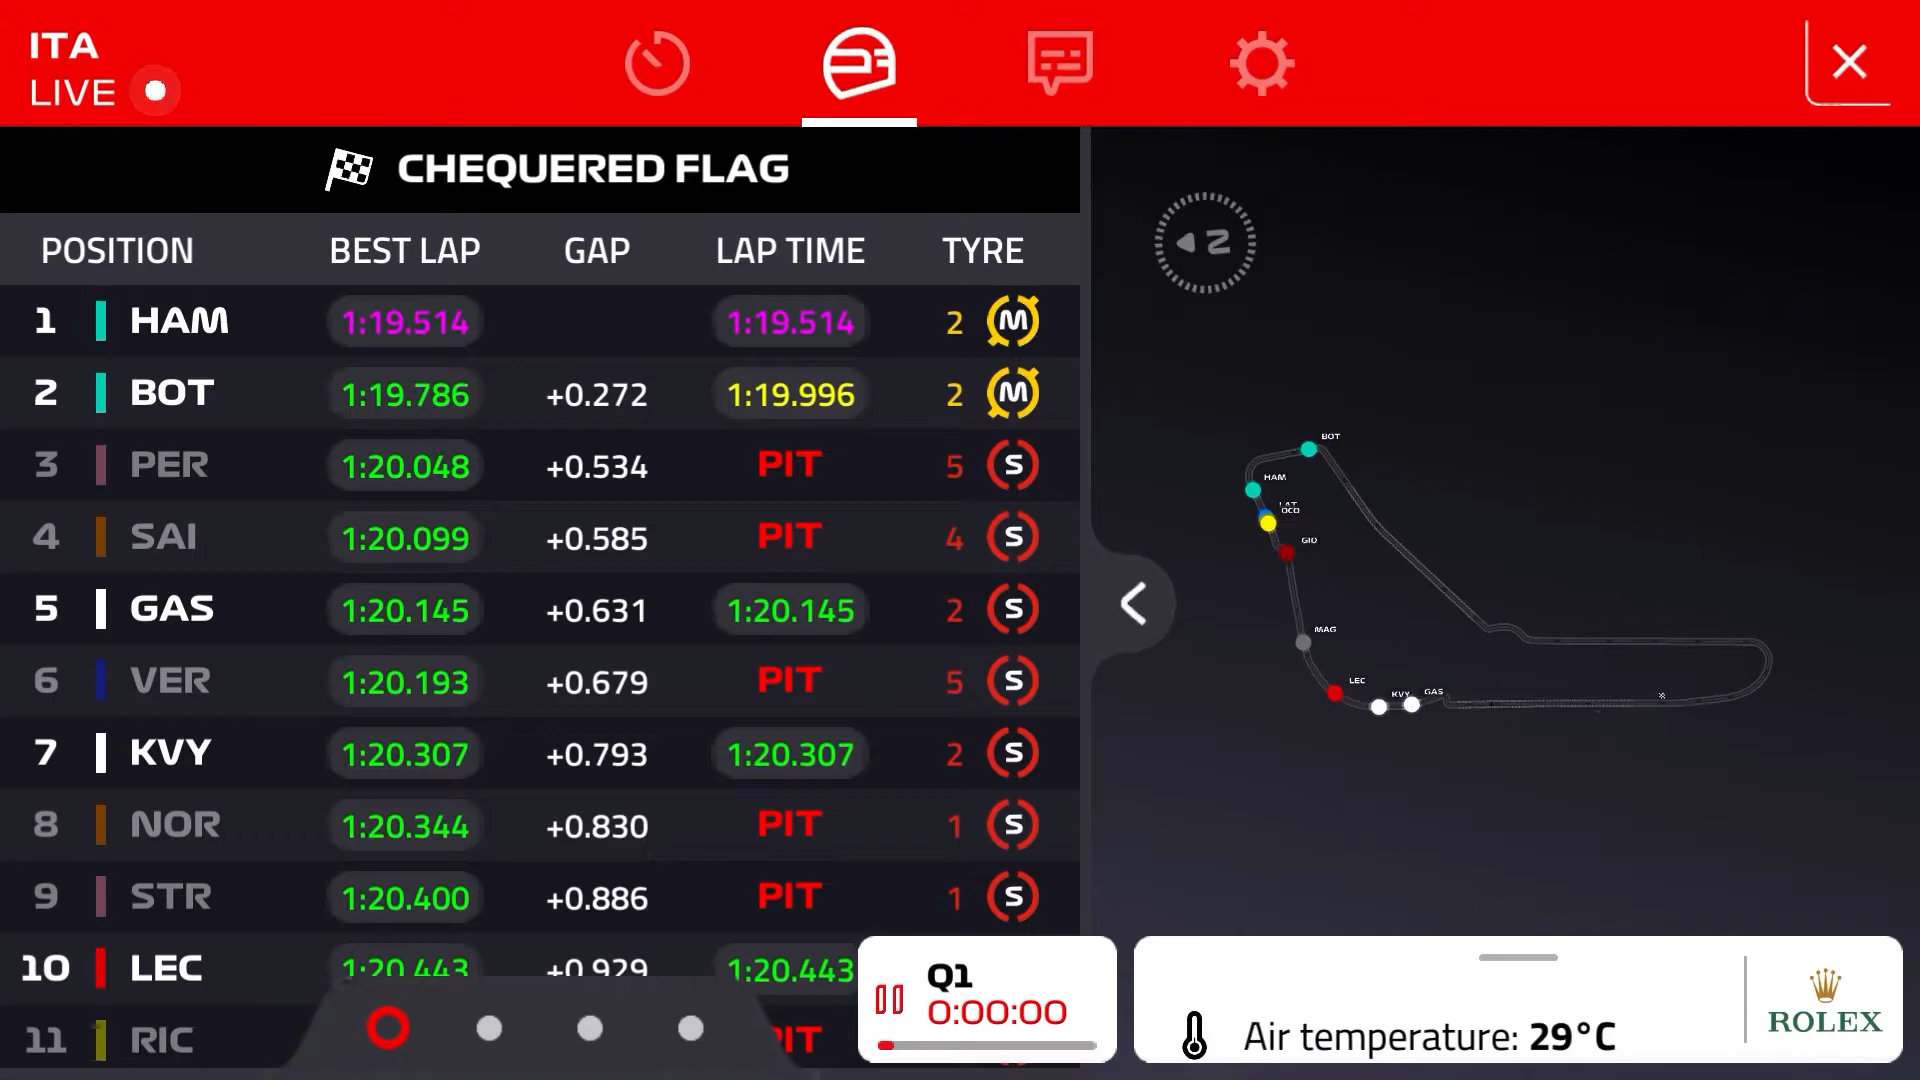 ITA
LIVE
CHEQUERED FLAG
POSITION BEST LAP GAP LAP TIME TYRE
1 HAM 1:19.514 1:19.514 2 M
2 BOT 1:19.786 +0.272 1:19.996 2 M
3 PER 1:20.048 +0.534 PIT 5 S
4 SAI 1:20.099 +0.585 PIT 4 S
5 GAS 1:20.145 +0.631 1:20.145 2 S
6 VER 1:20.193 +0.679 PIT 5 S
7 KVY 1:20.307 +0.793 1:20.307 2 S
8 NOR 1:20.344 +0.830 PIT 1 S
9 STR 1:20.400 +0.886 PIT 1 S
10 LEC 1:20.443 +0.929 1:20.443
11 RIC PIT
N
BOT
HAM
LAT
OCO
GIO
MAG
LEC
KVY GAS
Q1
0:00:00
Air temperature: 29°C
ROLEX